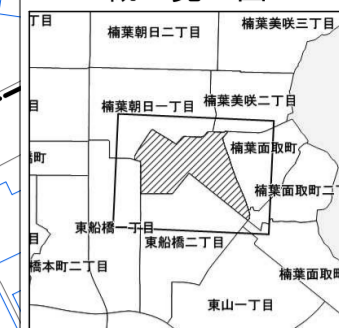 丁目
楠葉朝日二丁目
楠葉美咲三丁目
目
楠葉朝日一丁目
楠葉美咲二丁目
町
楠葉面取町
楠葉面取町二丁
目
東船橋一丁目
東船橋二丁目
橋本町二丁目
楠葉面取町
東山一丁目